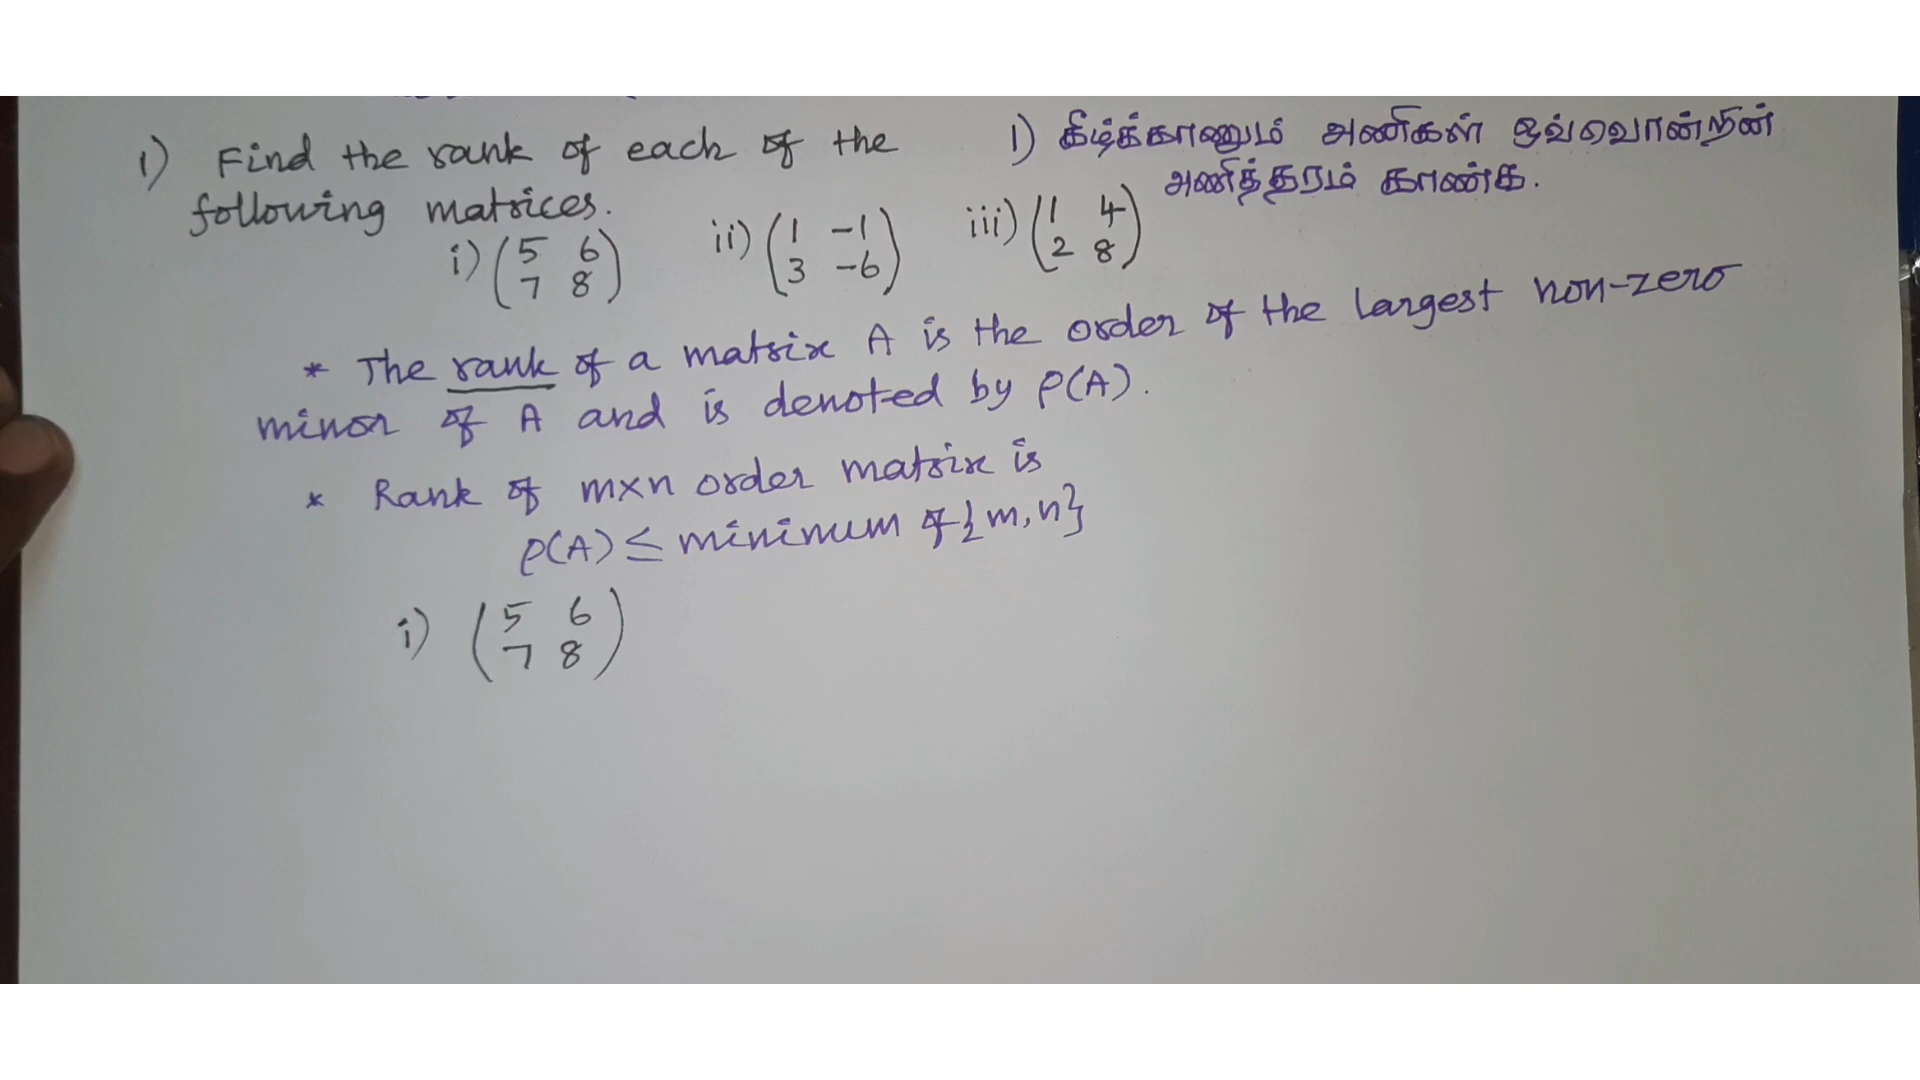 1) Find the rank of each of the
following matrices.
i) (5 6
7 8) ii) (1 -1
3 -6) iii) (1 4
2 8)
1) கீழ்க்காணும் அணிகள் ஒவ்வொன்றின்
அணித்தரம் காண்க.
* The rank of a matrix A is the order of the largest non-zero
minor of A and is denoted by ρ(A).
* Rank of m×n order matrix is
ρ(A) ≤ minimum of {m, n}
i) (5 6
7 8)